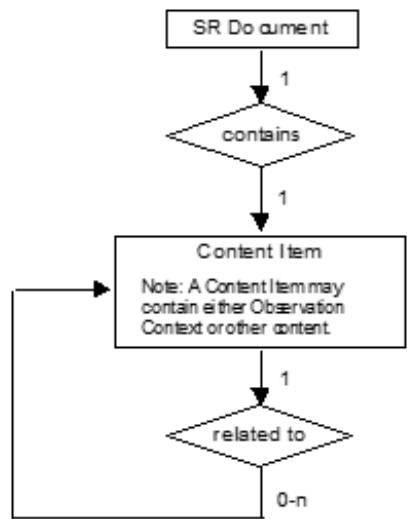 SR Document
1
contains
1
Content Item
Note: A Content Item may
contain either Observation
Context or other content.
1
related to
0-n